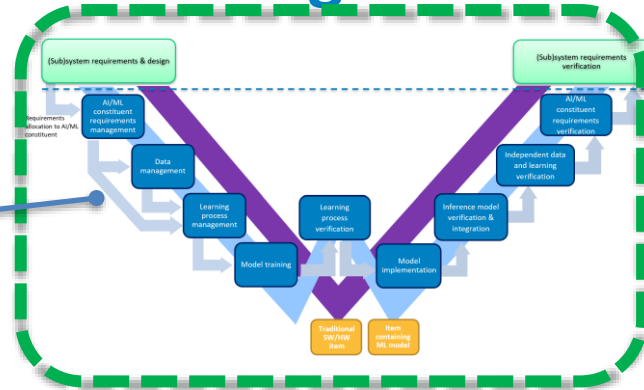 (Sub)system requirements & design
(Sub)system requirements
verification
Requirements
allocation to AI/ML
constituent
AI/ML
constituent
requirements
management
AI/ML
constituent
requirements
verification
Data
management
Independent data
and learning
verification
Learning
process
management
Learning
process
verification
Inference model
verification &
integration
Model training
Model
implementation
Traditional
SW/HW
item
Item
containing
ML model